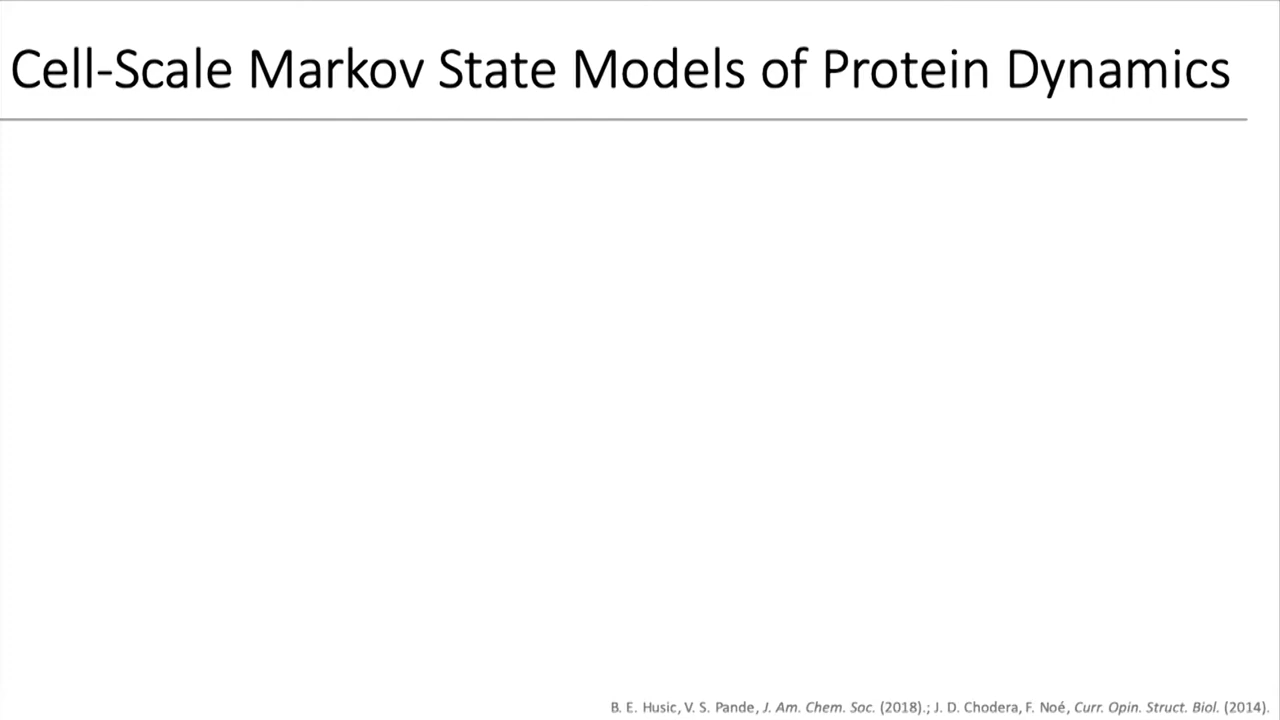 Cell-Scale Markov State Models of Protein Dynamics
B. E. Husic, V. S. Pande, J. Am. Chem. Soc. (2018).; J. D. Chodera, F. Noé, Curr. Opin. Struct. Biol. (2014).